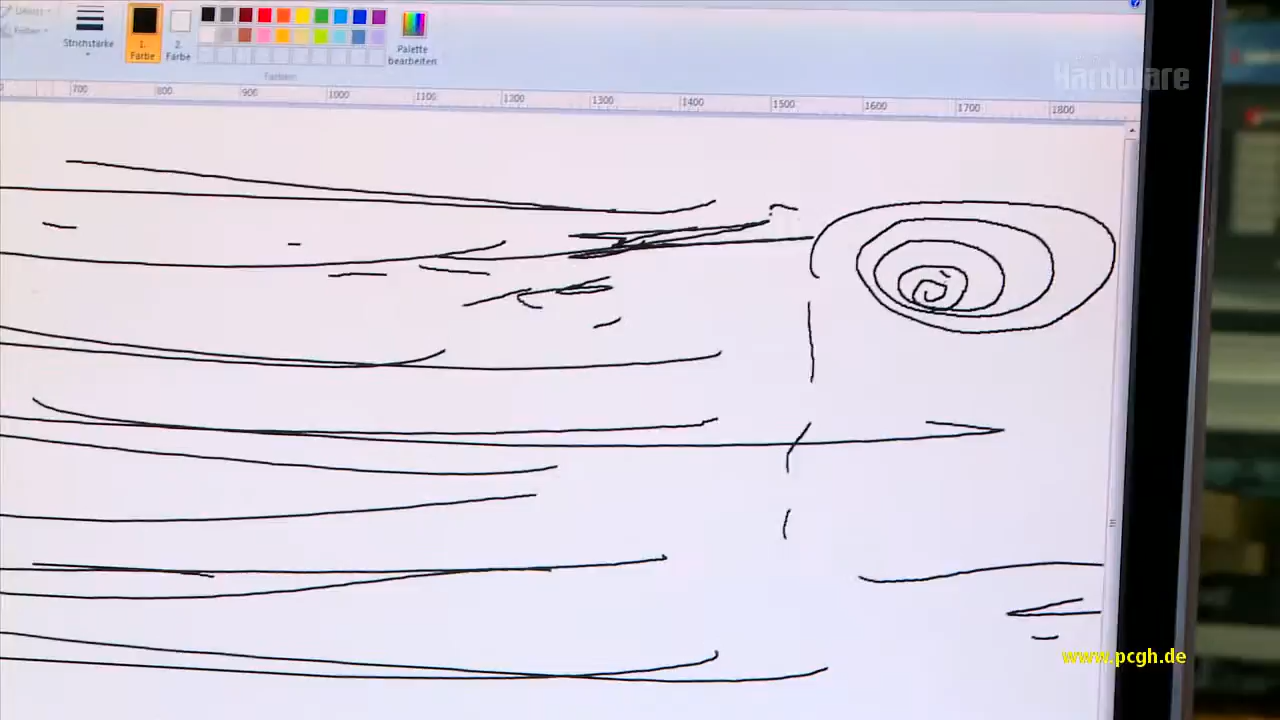 Strichstärke
1. Farbe
2. Farbe
Palette bearbeiten
Farben
Hardware
700 800 900 1000 1100 1200 1300 1400 1500 1600 1700 1800
www.pcgh.de